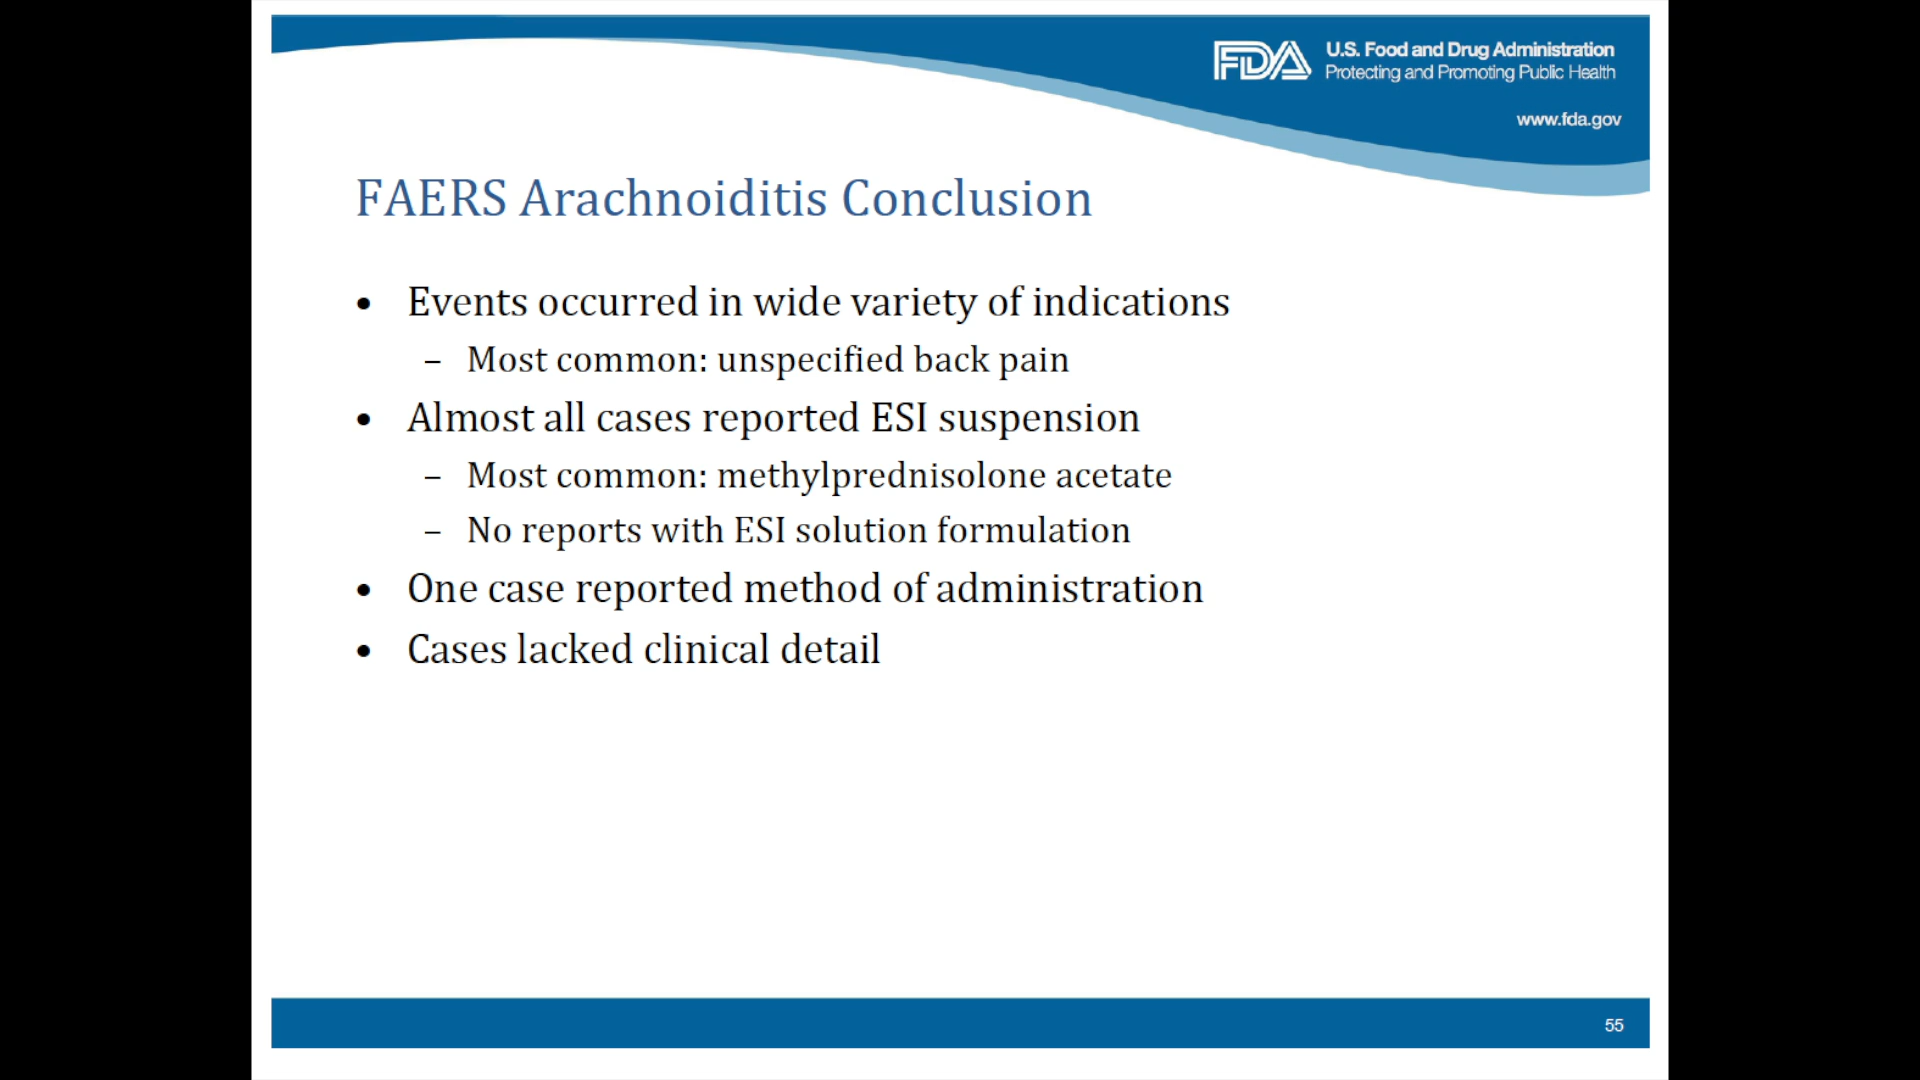 FDA U.S. Food and Drug Administration
Protecting and Promoting Public Health
www.fda.gov
FAERS Arachnoiditis Conclusion
• Events occurred in wide variety of indications
– Most common: unspecified back pain
• Almost all cases reported ESI suspension
– Most common: methylprednisolone acetate
– No reports with ESI solution formulation
• One case reported method of administration
• Cases lacked clinical detail
55